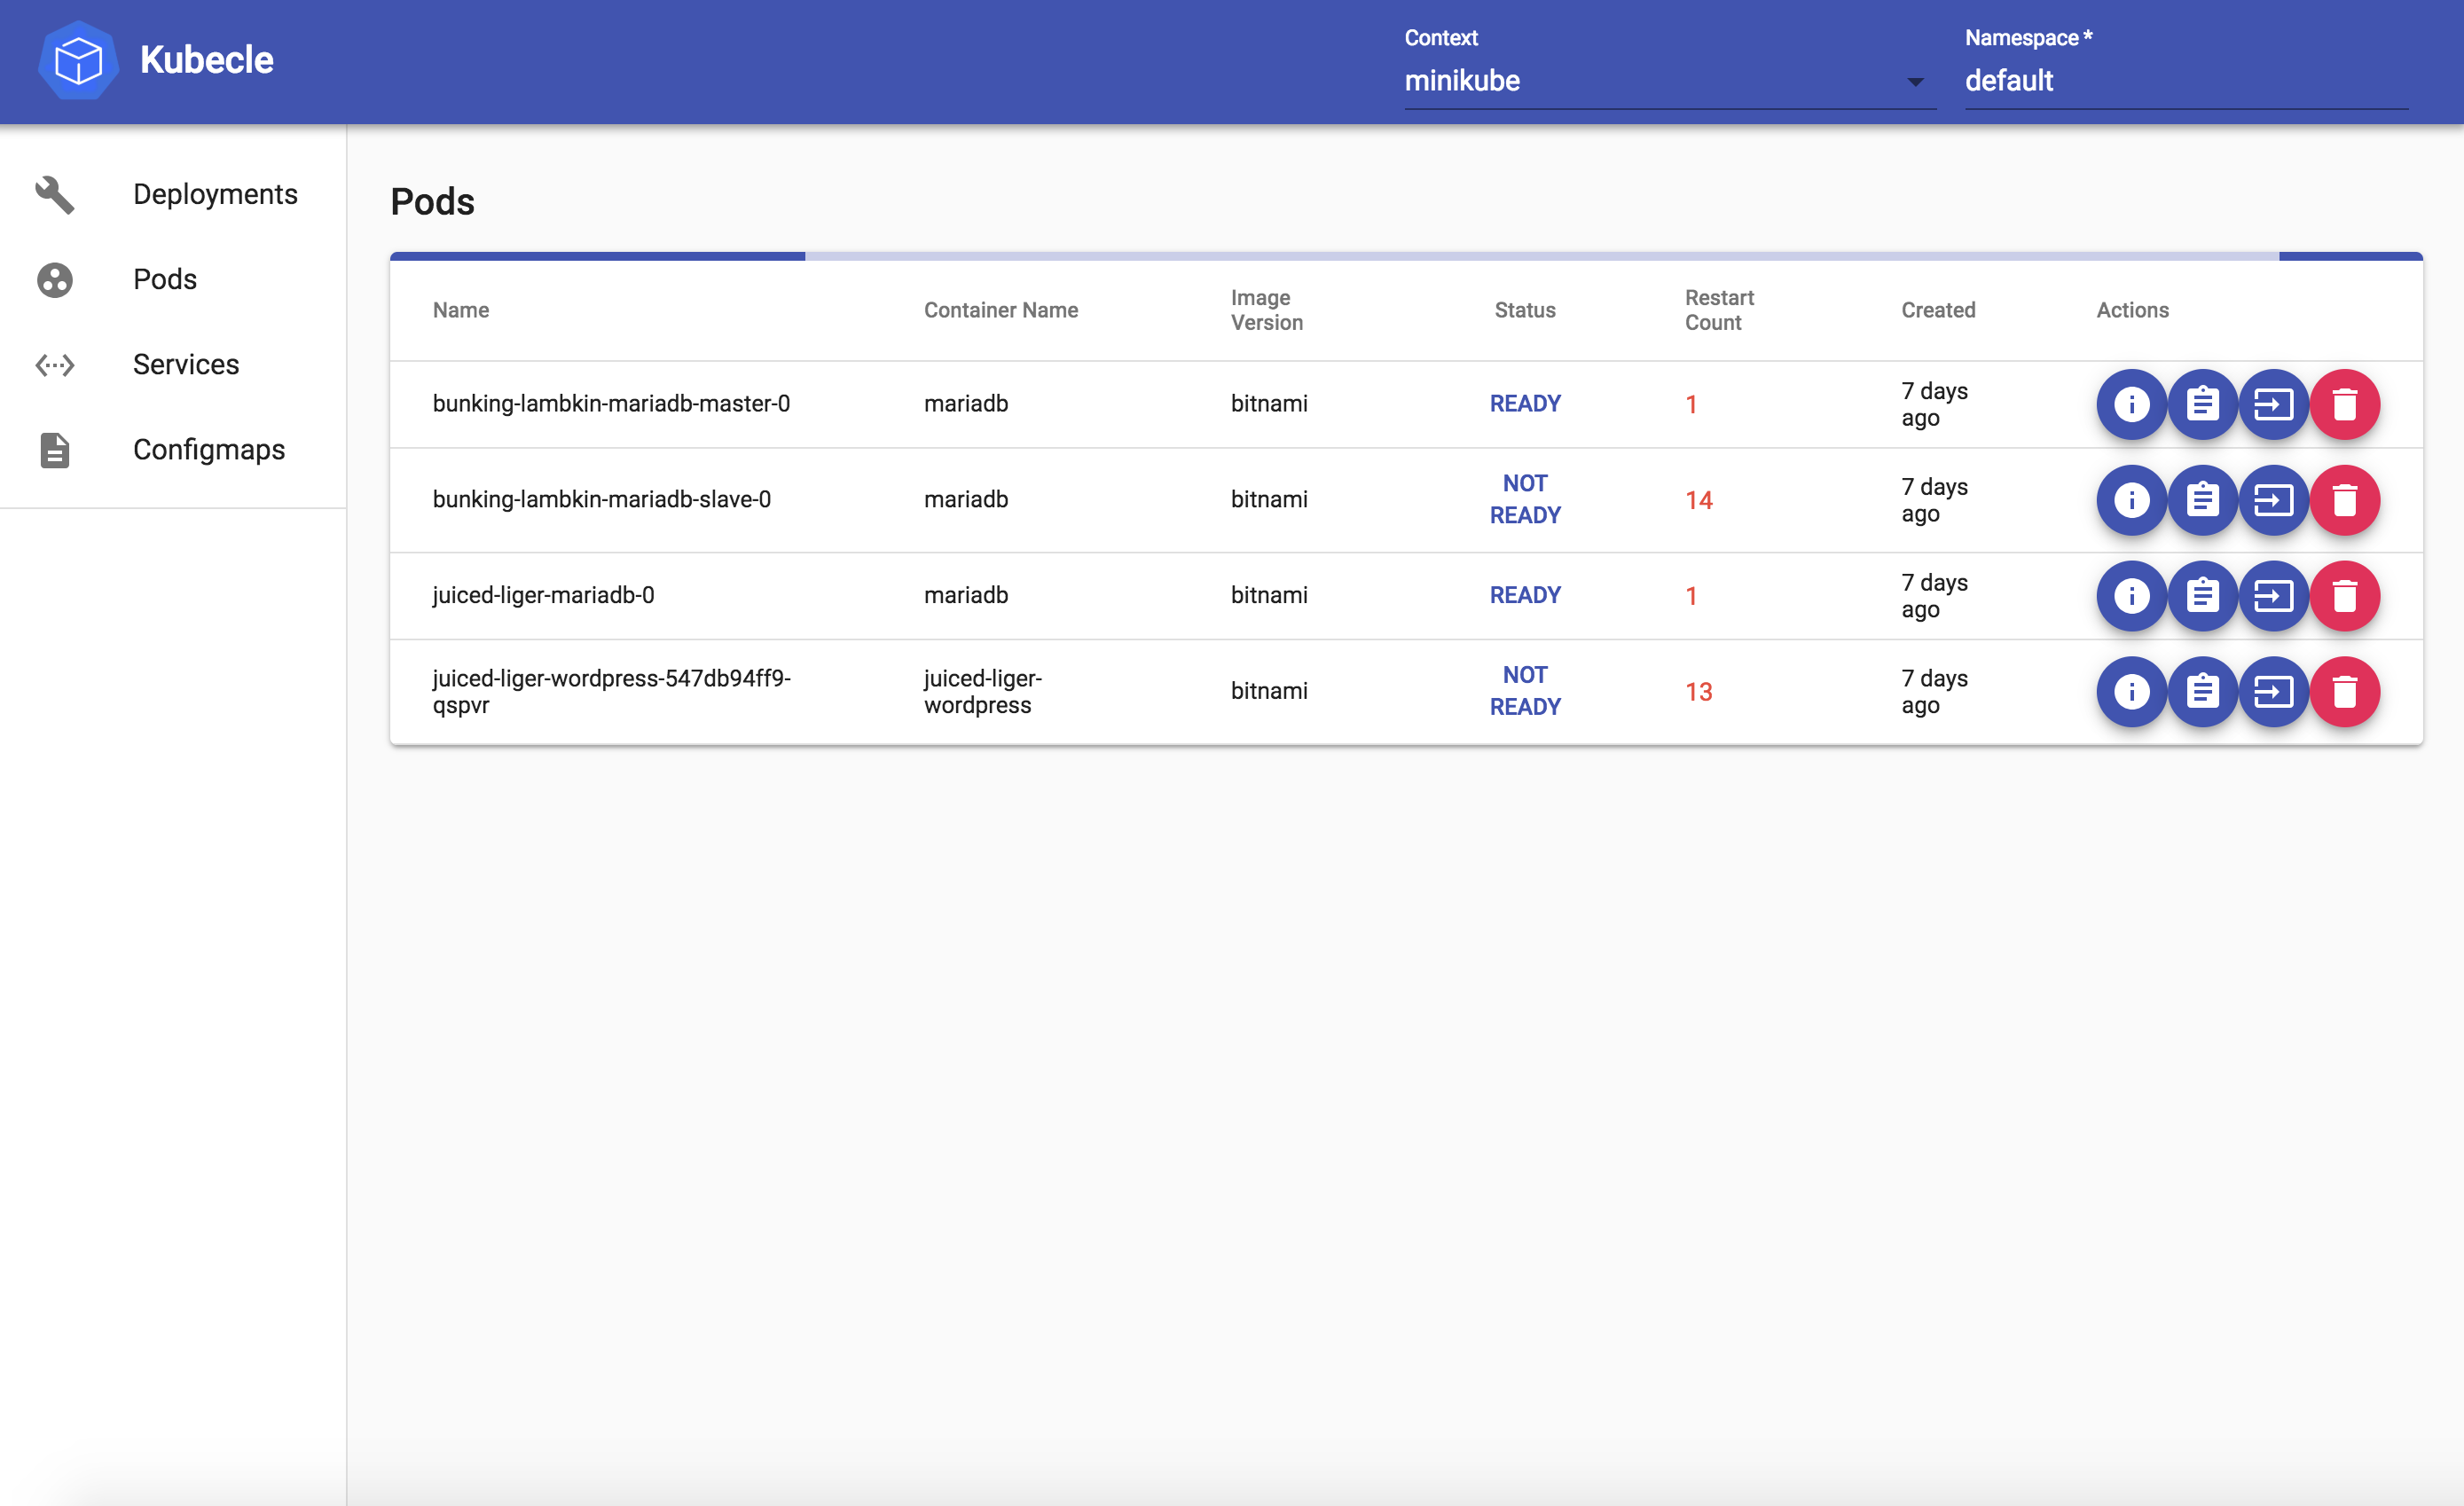 Kubecle
Context
minikube
Namespace *
default
Deployments
Pods
Services
Configmaps
Pods
Name
Container Name
Image
Version
Status
Restart
Count
Created
Actions
bunking-lambkin-mariadb-master-0
mariadb
bitnami
READY
1
7 days
ago
bunking-lambkin-mariadb-slave-0
mariadb
bitnami
NOT
READY
14
7 days
ago
juiced-liger-mariadb-0
mariadb
bitnami
READY
1
7 days
ago
juiced-liger-wordpress-547db94ff9-
qspvr
juiced-liger-
wordpress
bitnami
NOT
READY
13
7 days
ago